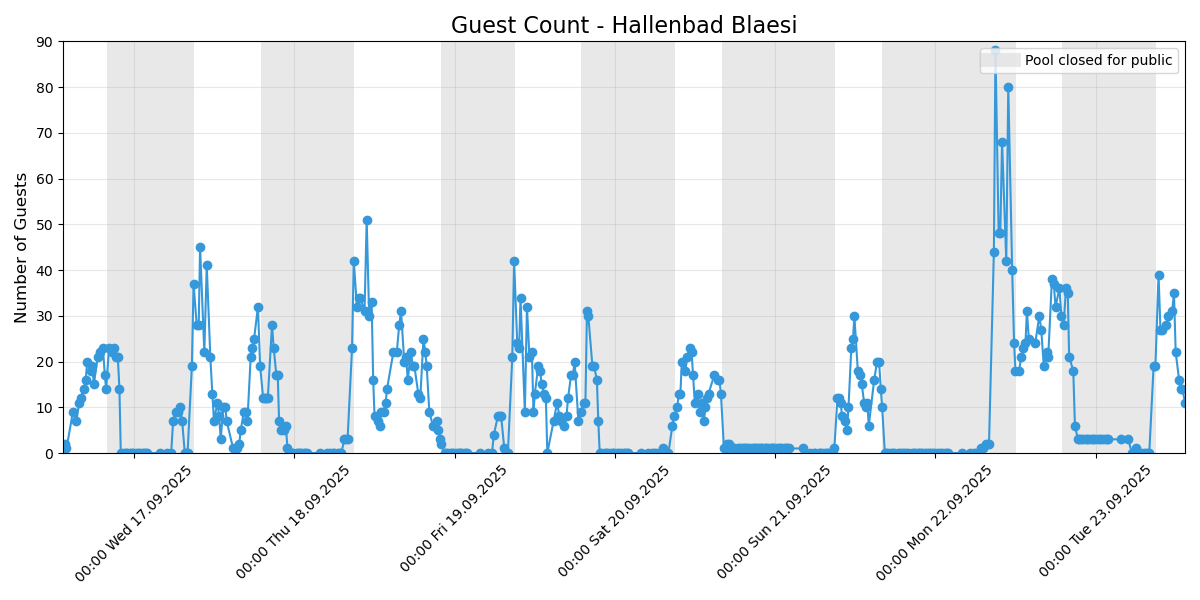 Guest Count - Hallenbad Blaesi
Pool closed for public
Number of Guests
90
80
70
60
50
40
30
20
10
0
00:00 Wed 17.09.2025
00:00 Thu 18.09.2025
00:00 Fri 19.09.2025
00:00 Sat 20.09.2025
00:00 Sun 21.09.2025
00:00 Mon 22.09.2025
00:00 Tue 23.09.2025